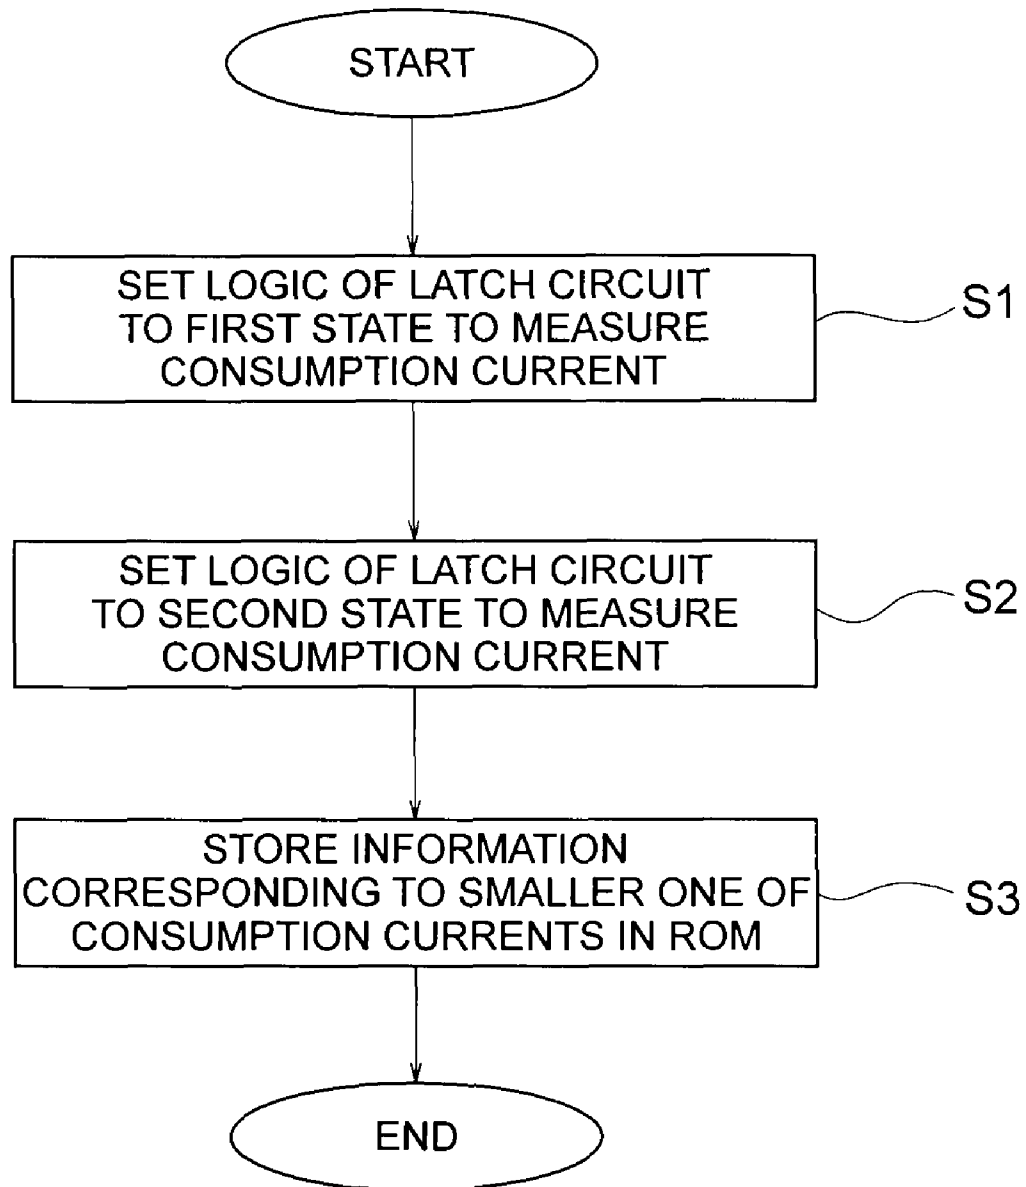 START
SET LOGIC OF LATCH CIRCUIT
TO FIRST STATE TO MEASURE
CONSUMPTION CURRENT
S1
SET LOGIC OF LATCH CIRCUIT
TO SECOND STATE TO MEASURE
CONSUMPTION CURRENT
S2
STORE INFORMATION
CORRESPONDING TO SMALLER ONE OF
CONSUMPTION CURRENTS IN ROM
S3
END